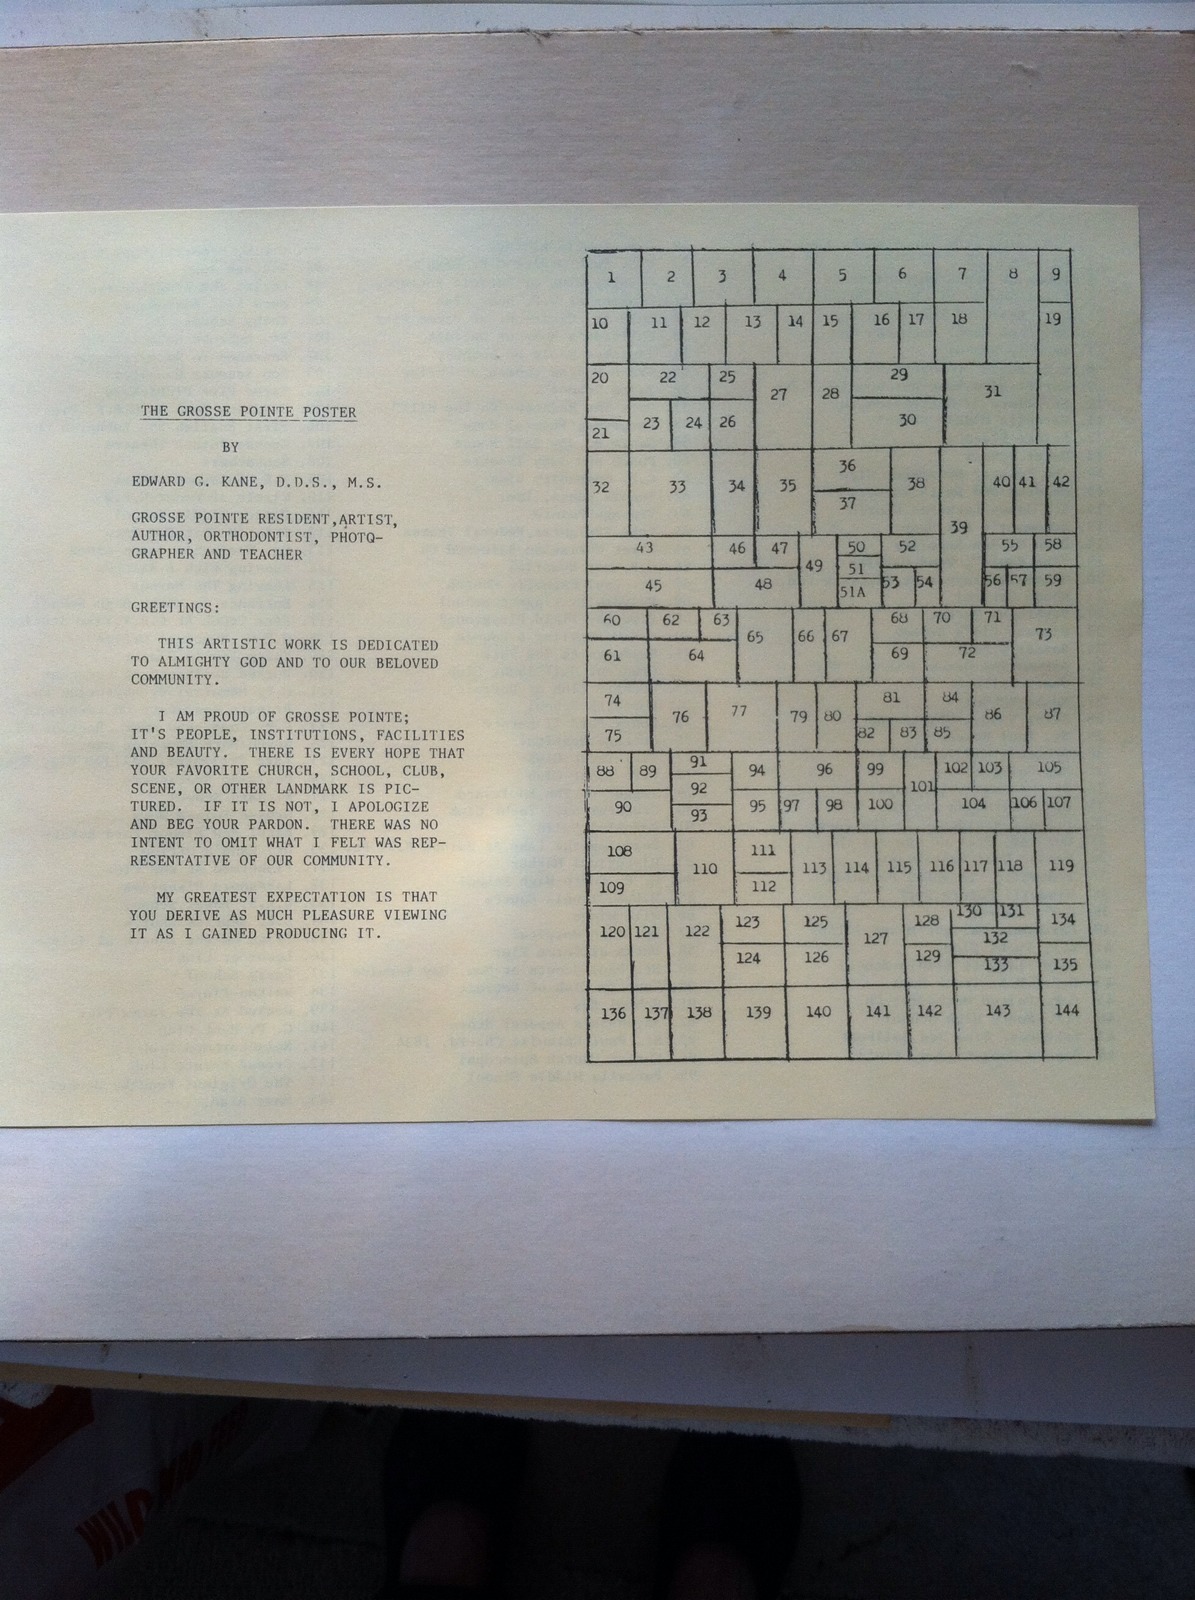 THE GROSSE POINTE POSTER
BY
EDWARD G. KANE, D.D.S., M.S.
GROSSE POINTE RESIDENT,ARTIST,
AUTHOR, ORTHODONTIST, PHOTO-
GRAPHER AND TEACHER
GREETINGS:
THIS ARTISTIC WORK IS DEDICATED
TO ALMIGHTY GOD AND TO OUR BELOVED
COMMUNITY.
I AM PROUD OF GROSSE POINTE;
IT'S PEOPLE, INSTITUTIONS, FACILITIES
AND BEAUTY. THERE IS EVERY HOPE THAT
YOUR FAVORITE CHURCH, SCHOOL, CLUB,
SCENE, OR OTHER LANDMARK IS PIC-
TURED. IF IT IS NOT, I APOLOGIZE
AND BEG YOUR PARDON. THERE WAS NO
INTENT TO OMIT WHAT I FELT WAS REP-
RESENTATIVE OF OUR COMMUNITY.
MY GREATEST EXPECTATION IS THAT
YOU DERIVE AS MUCH PLEASURE VIEWING
IT AS I GAINED PRODUCING IT.
1 2 3 4 5 6 7 8 9
10 11 12 13 14 15 16 17 18 19
20 22 25 27 28 29 31
21 23 24 26 30
32 33 34 35 36 38 39 40 41 42
37
43 46 47 49 50 52 55 58
45 48 51 53 54 56 57 59
51A
60 62 63 65 66 67 68 70 71 73
61 64 69 72
74 76 77 79 80 81 84 86 87
75 82 83 85
88 89 91 94 96 99 101 102 103 105
90 92 95 97 98 100 104 106 107
93
108 110 111 113 114 115 116 117 118 119
109 112
120 121 122 123 125 127 128 130 131 134
124 126 129 132 135
133
136 137 138 139 140 141 142 143 144
WILD